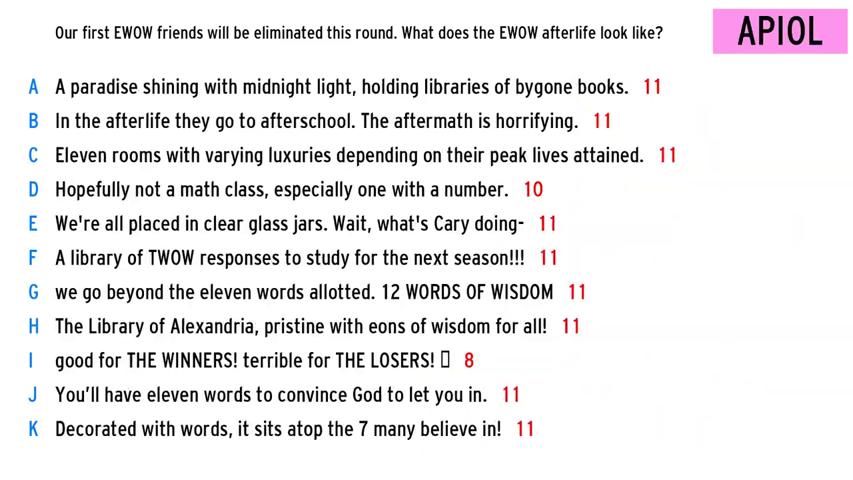 Our first EWOW friends will be eliminated this round. What does the EWOW afterlife look like?
APIOL
A A paradise shining with midnight light, holding libraries of bygone books. 11
B In the afterlife they go to afterschool. The aftermath is horrifying. 11
C Eleven rooms with varying luxuries depending on their peak lives attained. 11
D Hopefully not a math class, especially one with a number. 10
E We're all placed in clear glass jars. Wait, what's Cary doing- 11
F A library of TWOW responses to study for the next season!!! 11
G we go beyond the eleven words allotted. 12 WORDS OF WISDOM 11
H The Library of Alexandria, pristine with eons of wisdom for all! 11
I good for THE WINNERS! terrible for THE LOSERS! ▯ 8
J You’ll have eleven words to convince God to let you in. 11
K Decorated with words, it sits atop the 7 many believe in! 11